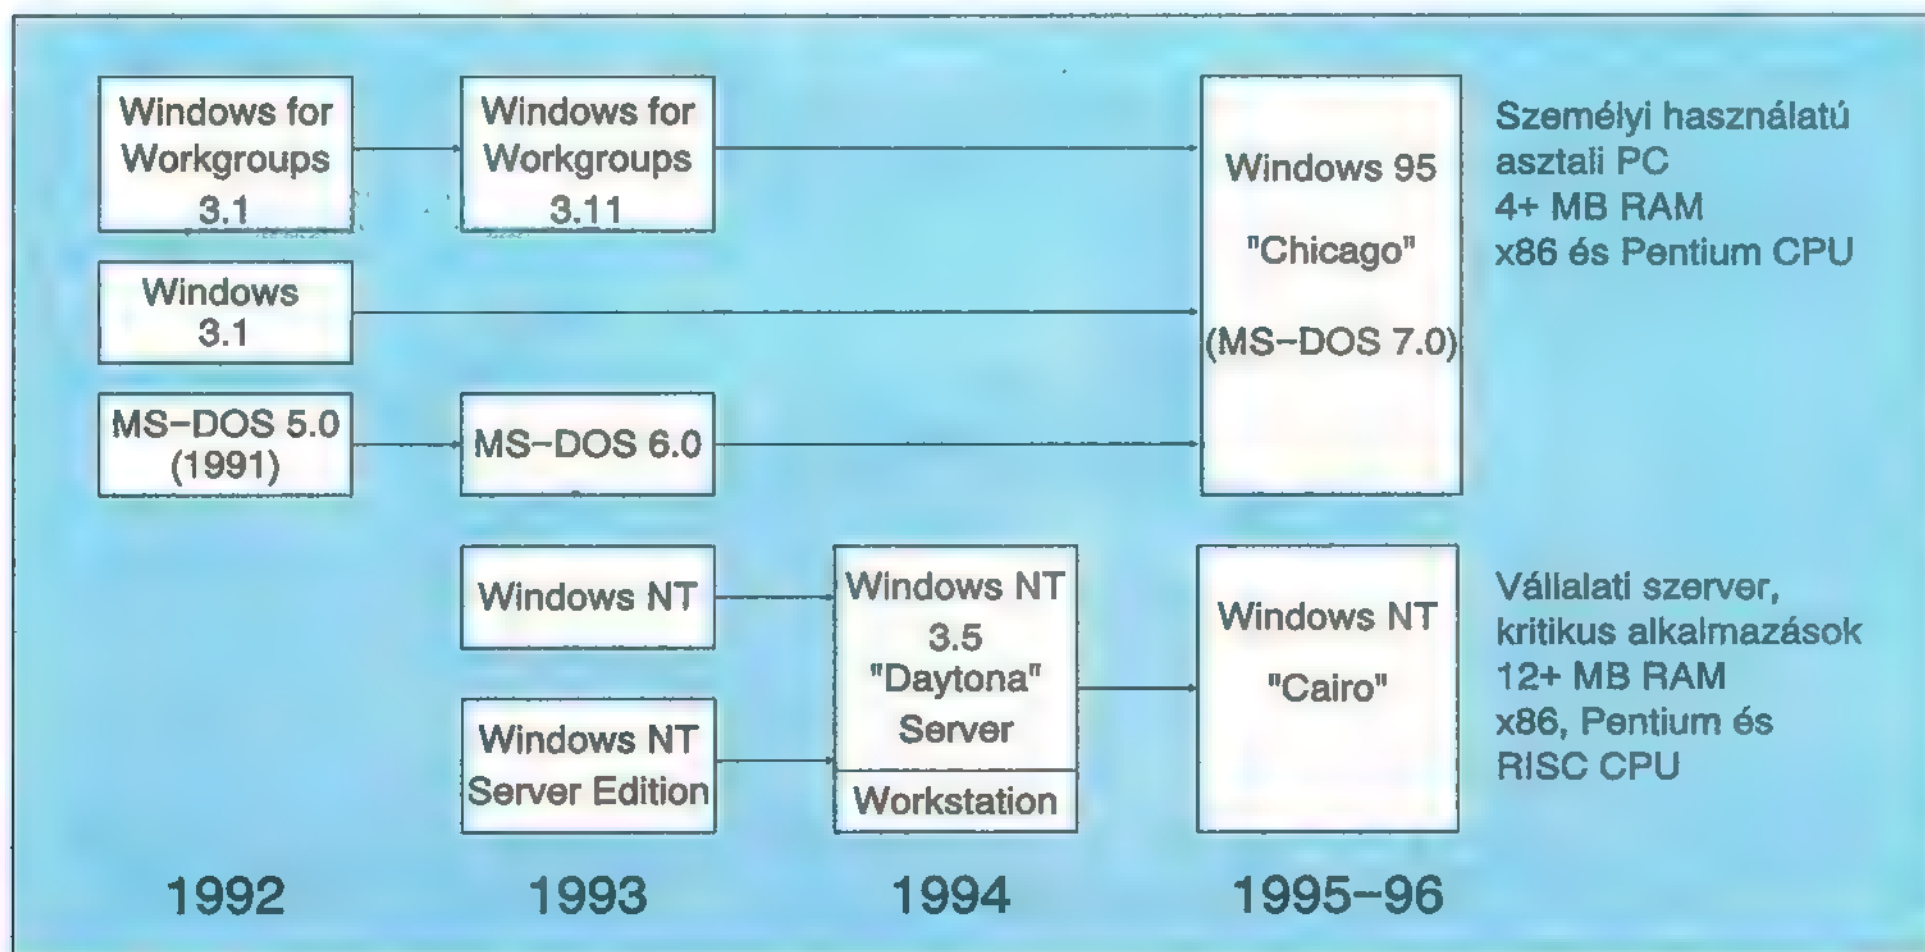 Windows for
Workgroups
3.1
Windows for
Workgroups
3.11
Windows 95
"Chicago"
(MS-DOS 7.0)
Személyi használatú
asztali PC
4+ MB RAM
x86 és Pentium CPU
Windows
3.1
MS-DOS 5.0
(1991)
MS-DOS 6.0
Windows NT
Windows NT
Server Edition
Windows NT
3.5
"Daytona"
Server
Workstation
Windows NT
"Cairo"
Vállalati szerver,
kritikus alkalmazások
12+ MB RAM
x86, Pentium és
RISC CPU
1992
1993
1994
1995-96